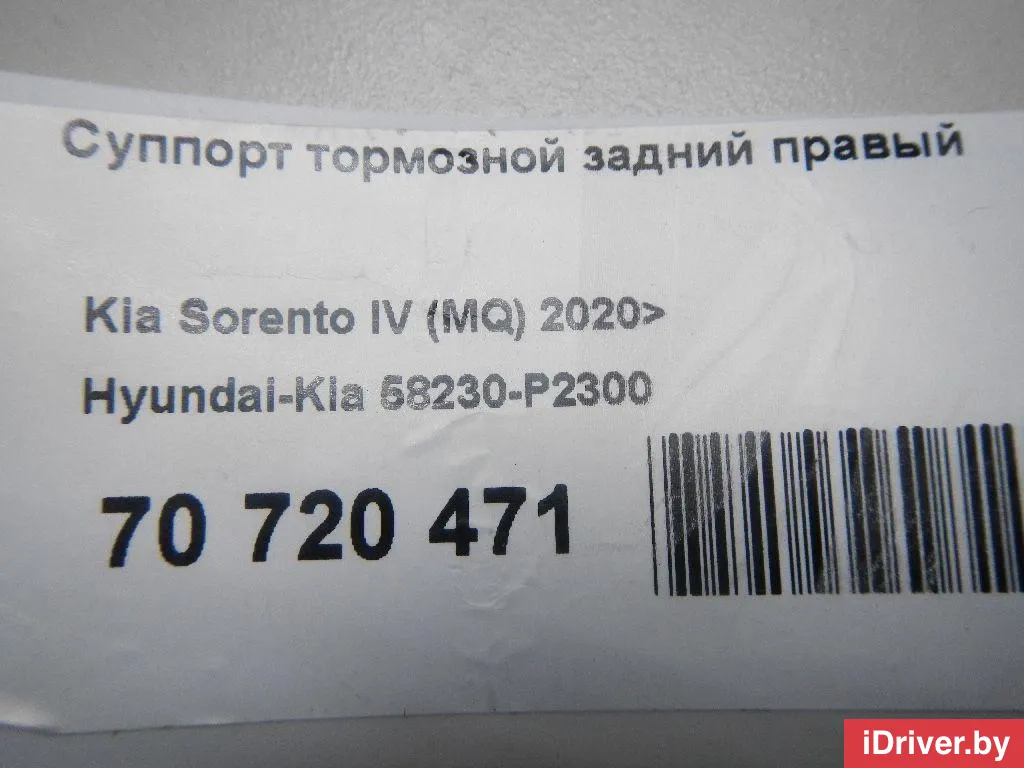 Суппорт тормозной задний правый
Kia Sorento IV (MQ) 2020>
Hyundai-Kia 58230-P2300
70 720 471
iDriver.by